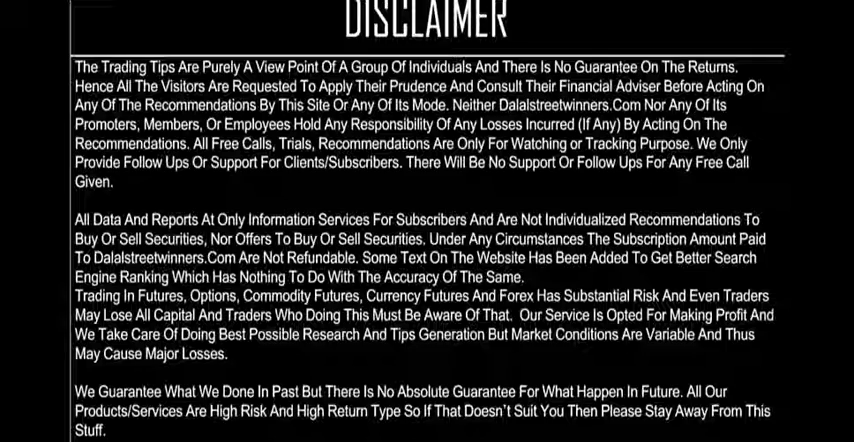 DISCLAIMER
The Trading Tips Are Purely A View Point Of A Group Of Individuals And There Is No Guarantee On The Returns.
Hence All The Visitors Are Requested To Apply Their Prudence And Consult Their Financial Adviser Before Acting On
Any Of The Recommendations By This Site Or Any Of Its Mode. Neither Dalalstreetwinners.Com Nor Any Of Its
Promoters, Members, Or Employees Hold Any Responsibility Of Any Losses Incurred (If Any) By Acting On The
Recommendations. All Free Calls, Trials, Recommendations Are Only For Watching or Tracking Purpose. We Only
Provide Follow Ups Or Support For Clients/Subscribers. There Will Be No Support Or Follow Ups For Any Free Call
Given.
All Data And Reports At Only Information Services For Subscribers And Are Not Individualized Recommendations To
Buy Or Sell Securities, Nor Offers To Buy Or Sell Securities. Under Any Circumstances The Subscription Amount Paid
To Dalalstreetwinners.Com Are Not Refundable. Some Text On The Website Has Been Added To Get Better Search
Engine Ranking Which Has Nothing To Do With The Accuracy Of The Same.
Trading In Futures, Options, Commodity Futures, Currency Futures And Forex Has Substantial Risk And Even Traders
May Lose All Capital And Traders Who Doing This Must Be Aware Of That. Our Service Is Opted For Making Profit And
We Take Care Of Doing Best Possible Research And Tips Generation But Market Conditions Are Variable And Thus
May Cause Major Losses.
We Guarantee What We Done In Past But There Is No Absolute Guarantee For What Happen In Future. All Our
Products/Services Are High Risk And High Return Type So If That Doesn't Suit You Then Please Stay Away From This
Stuff.